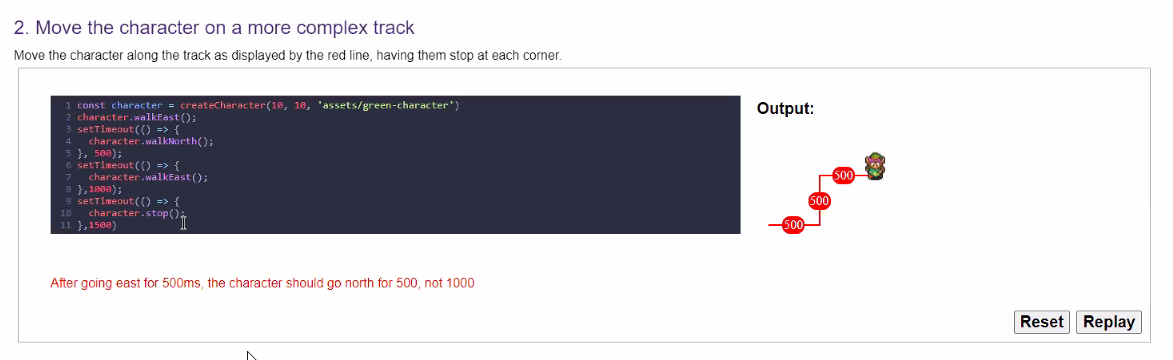 2. Move the character on a more complex track
Move the character along the track as displayed by the red line, having them stop at each corner.
1 const character = createCharacter(10, 10, 'assets/green-character')
2 character.walkEast();
3 setTimeout(() => {
4 character.walkNorth();
5 }, 500);
6 setTimeout(() => {
7 character.walkEast();
8 },1000);
9 setTimeout(() => {
10 character.stop();
11 },1500)
Output:
500
500
500
After going east for 500ms, the character should go north for 500, not 1000
Reset Replay